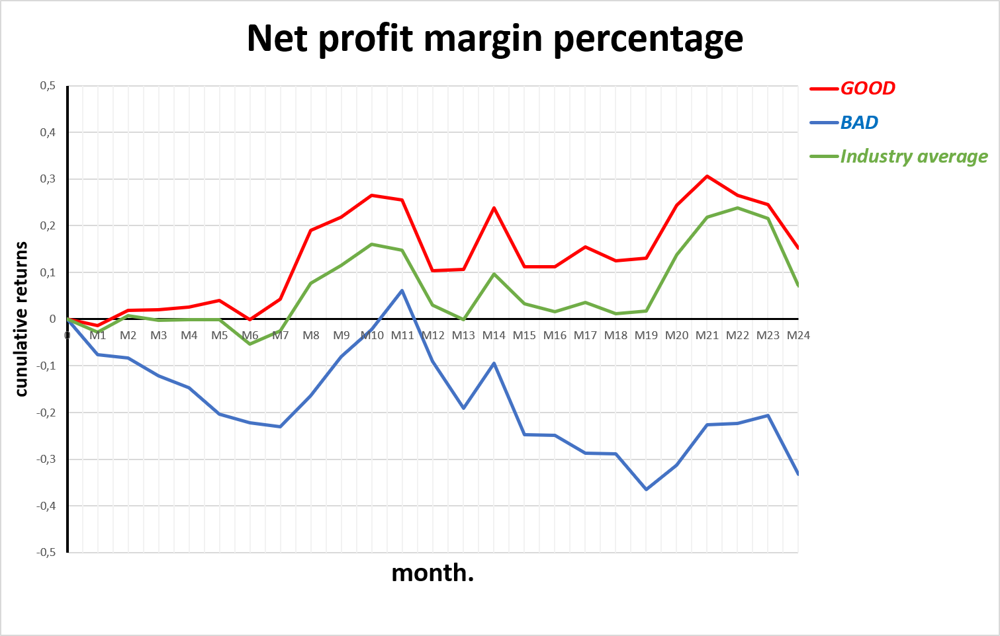 Net profit margin percentage
0,5
0,4
0,3
0,2
0,1
0
-0,1
-0,2
-0,3
-0,4
-0,5
cunulative returns
0 M1 M2 M3 M4 M5 M6 M7 M8 M9 M10 M11 M12 M13 M14 M15 M16 M17 M18 M19 M20 M21 M22 M23 M24
month.
GOOD
BAD
Industry average